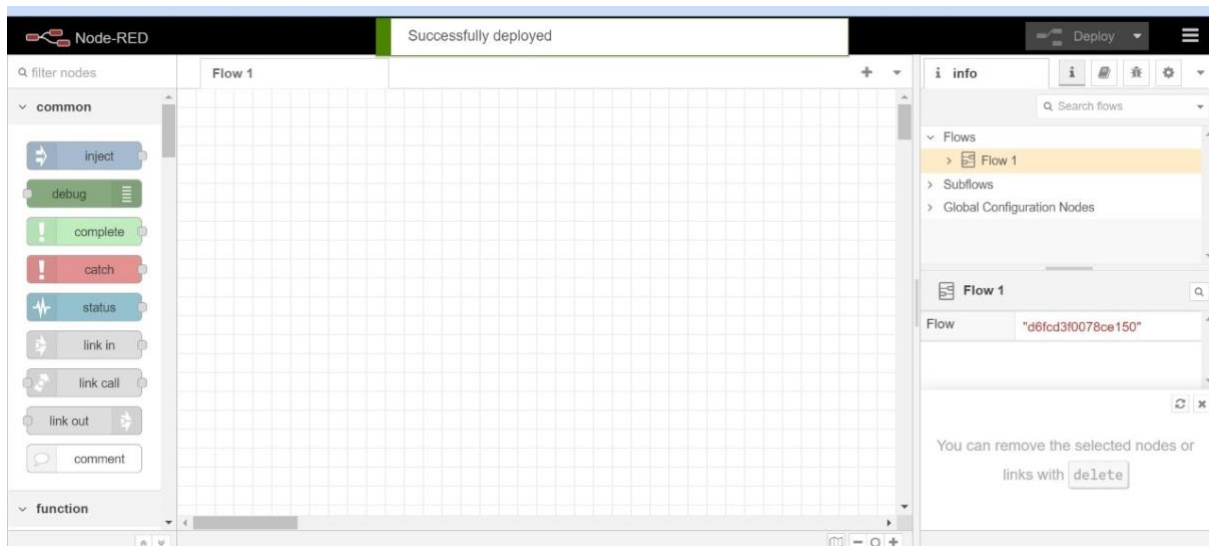 Node-RED
Successfully deployed
Deploy
filter nodes
Flow 1
i info
i
Search flows
common
inject
debug
complete
catch
status
link in
link call
link out
comment
function
Flows
Flow 1
Subflows
Global Configuration Nodes
Flow 1
Flow "d6fcd3f0078ce150"
You can remove the selected nodes or
links with delete